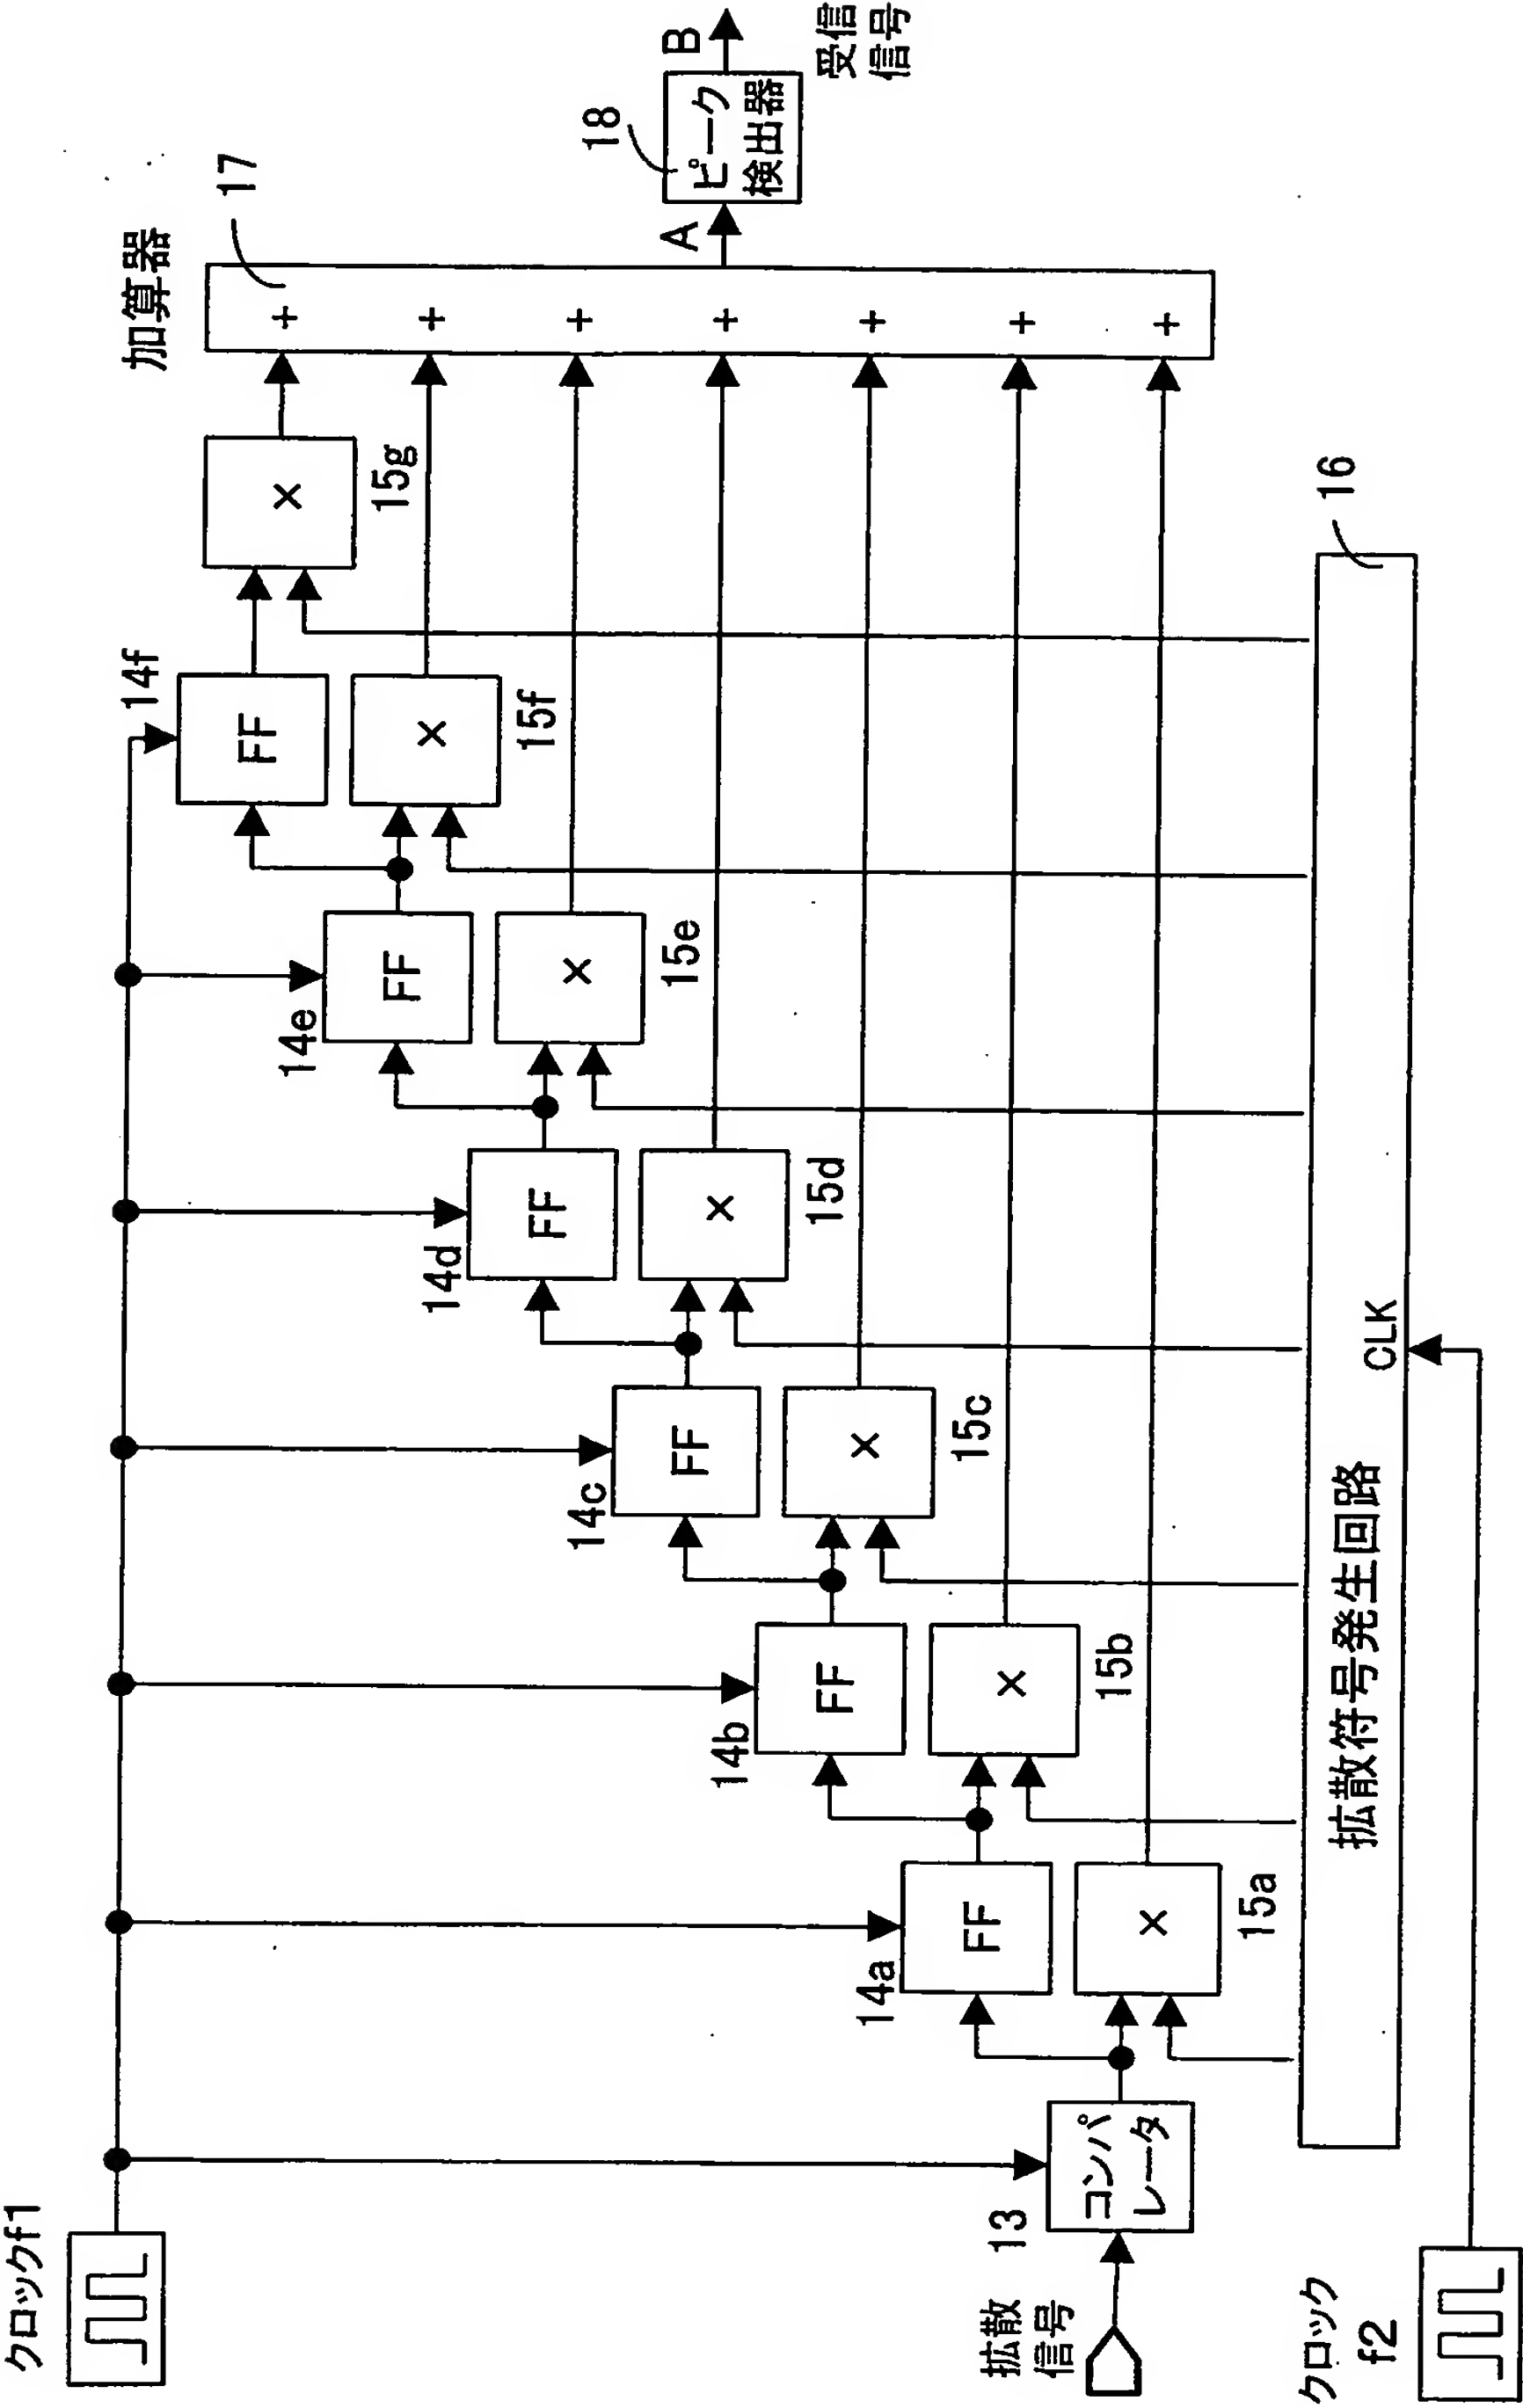 クロックf1
14f
加算器
17
FF
×
+
14e
15g
+
FF
×
+
18
14d
15f
ピーク
検出器
A
B
受信
信号
FF
×
+
14c
15e
FF
×
+
14b
15d
FF
×
+
14a
15c
FF
×
+
15b
拡散
信号
13
コンパ
レータ
×
15a
16
拡散符号発生回路
CLK
クロック
f2